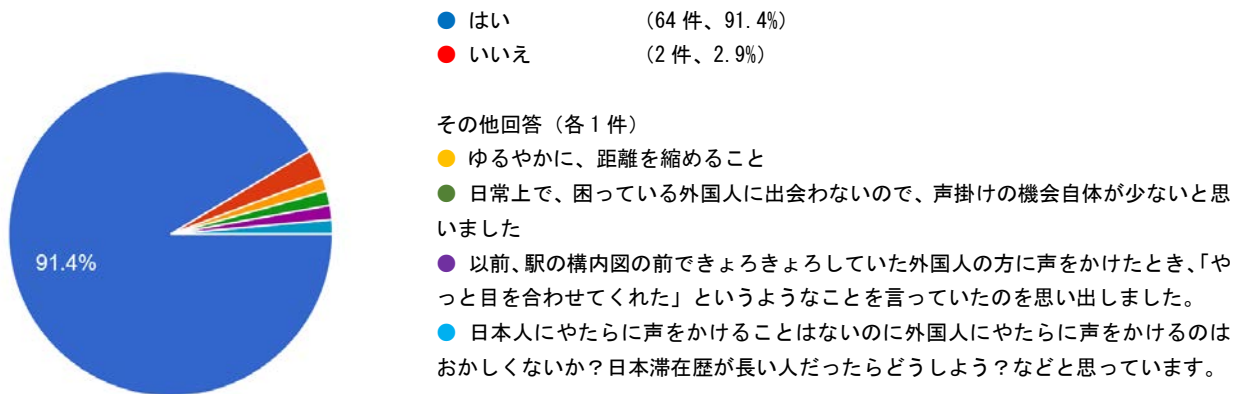 ● はい （64 件、91.4%）
● いいえ （2 件、2.9%）
その他回答（各 1 件）
● ゆるやかに、距離を縮めること
● 日常上で、困っている外国人に出会わないので、声掛けの機会自体が少ないと思
いました
● 以前、駅の構内図の前できょろきょろしていた外国人の方に声をかけたとき、「や
っと目を合わせてくれた」というようなことを言っていたのを思い出しました。
● 日本人にやたらに声をかけることはないのに外国人にやたらに声をかけるのは
おかしくないか？日本滞在歴が長い人だったらどうしよう？などと思っています。
91.4%